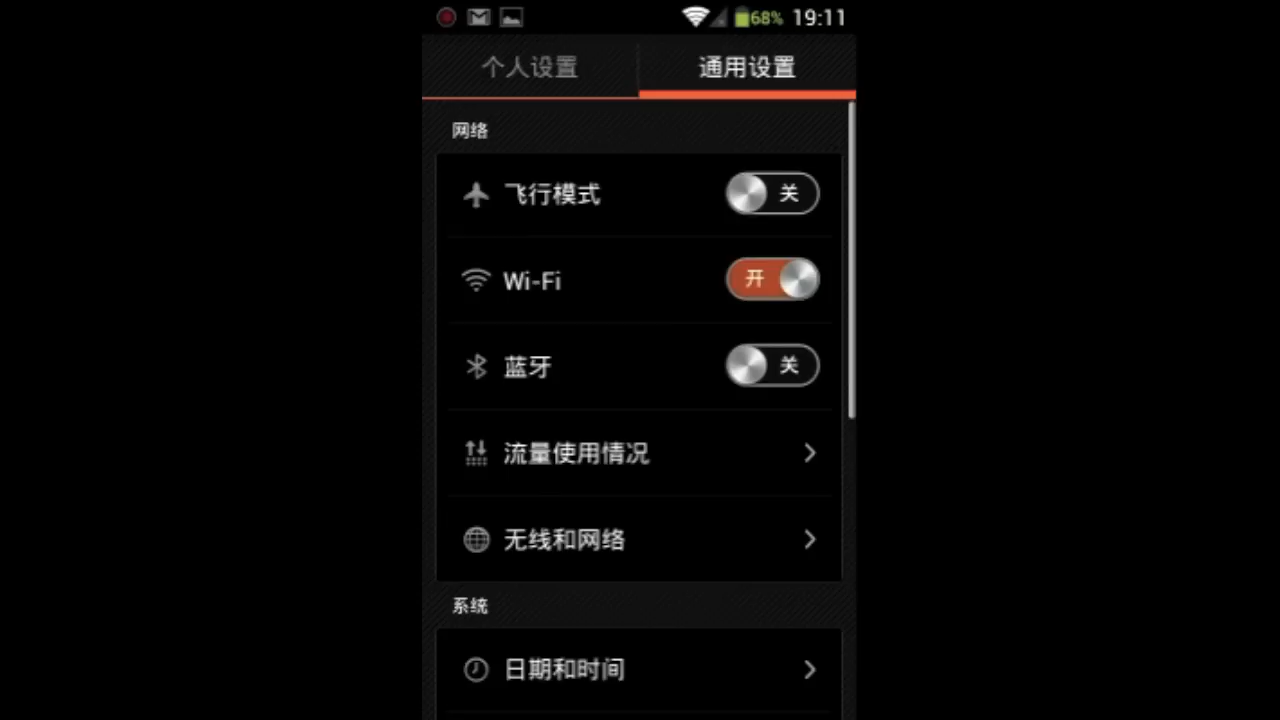 68% 19:11
个人设置 通用设置
网络
飞行模式 关
Wi-Fi 开
蓝牙 关
流量使用情况
无线和网络
系统
日期和时间